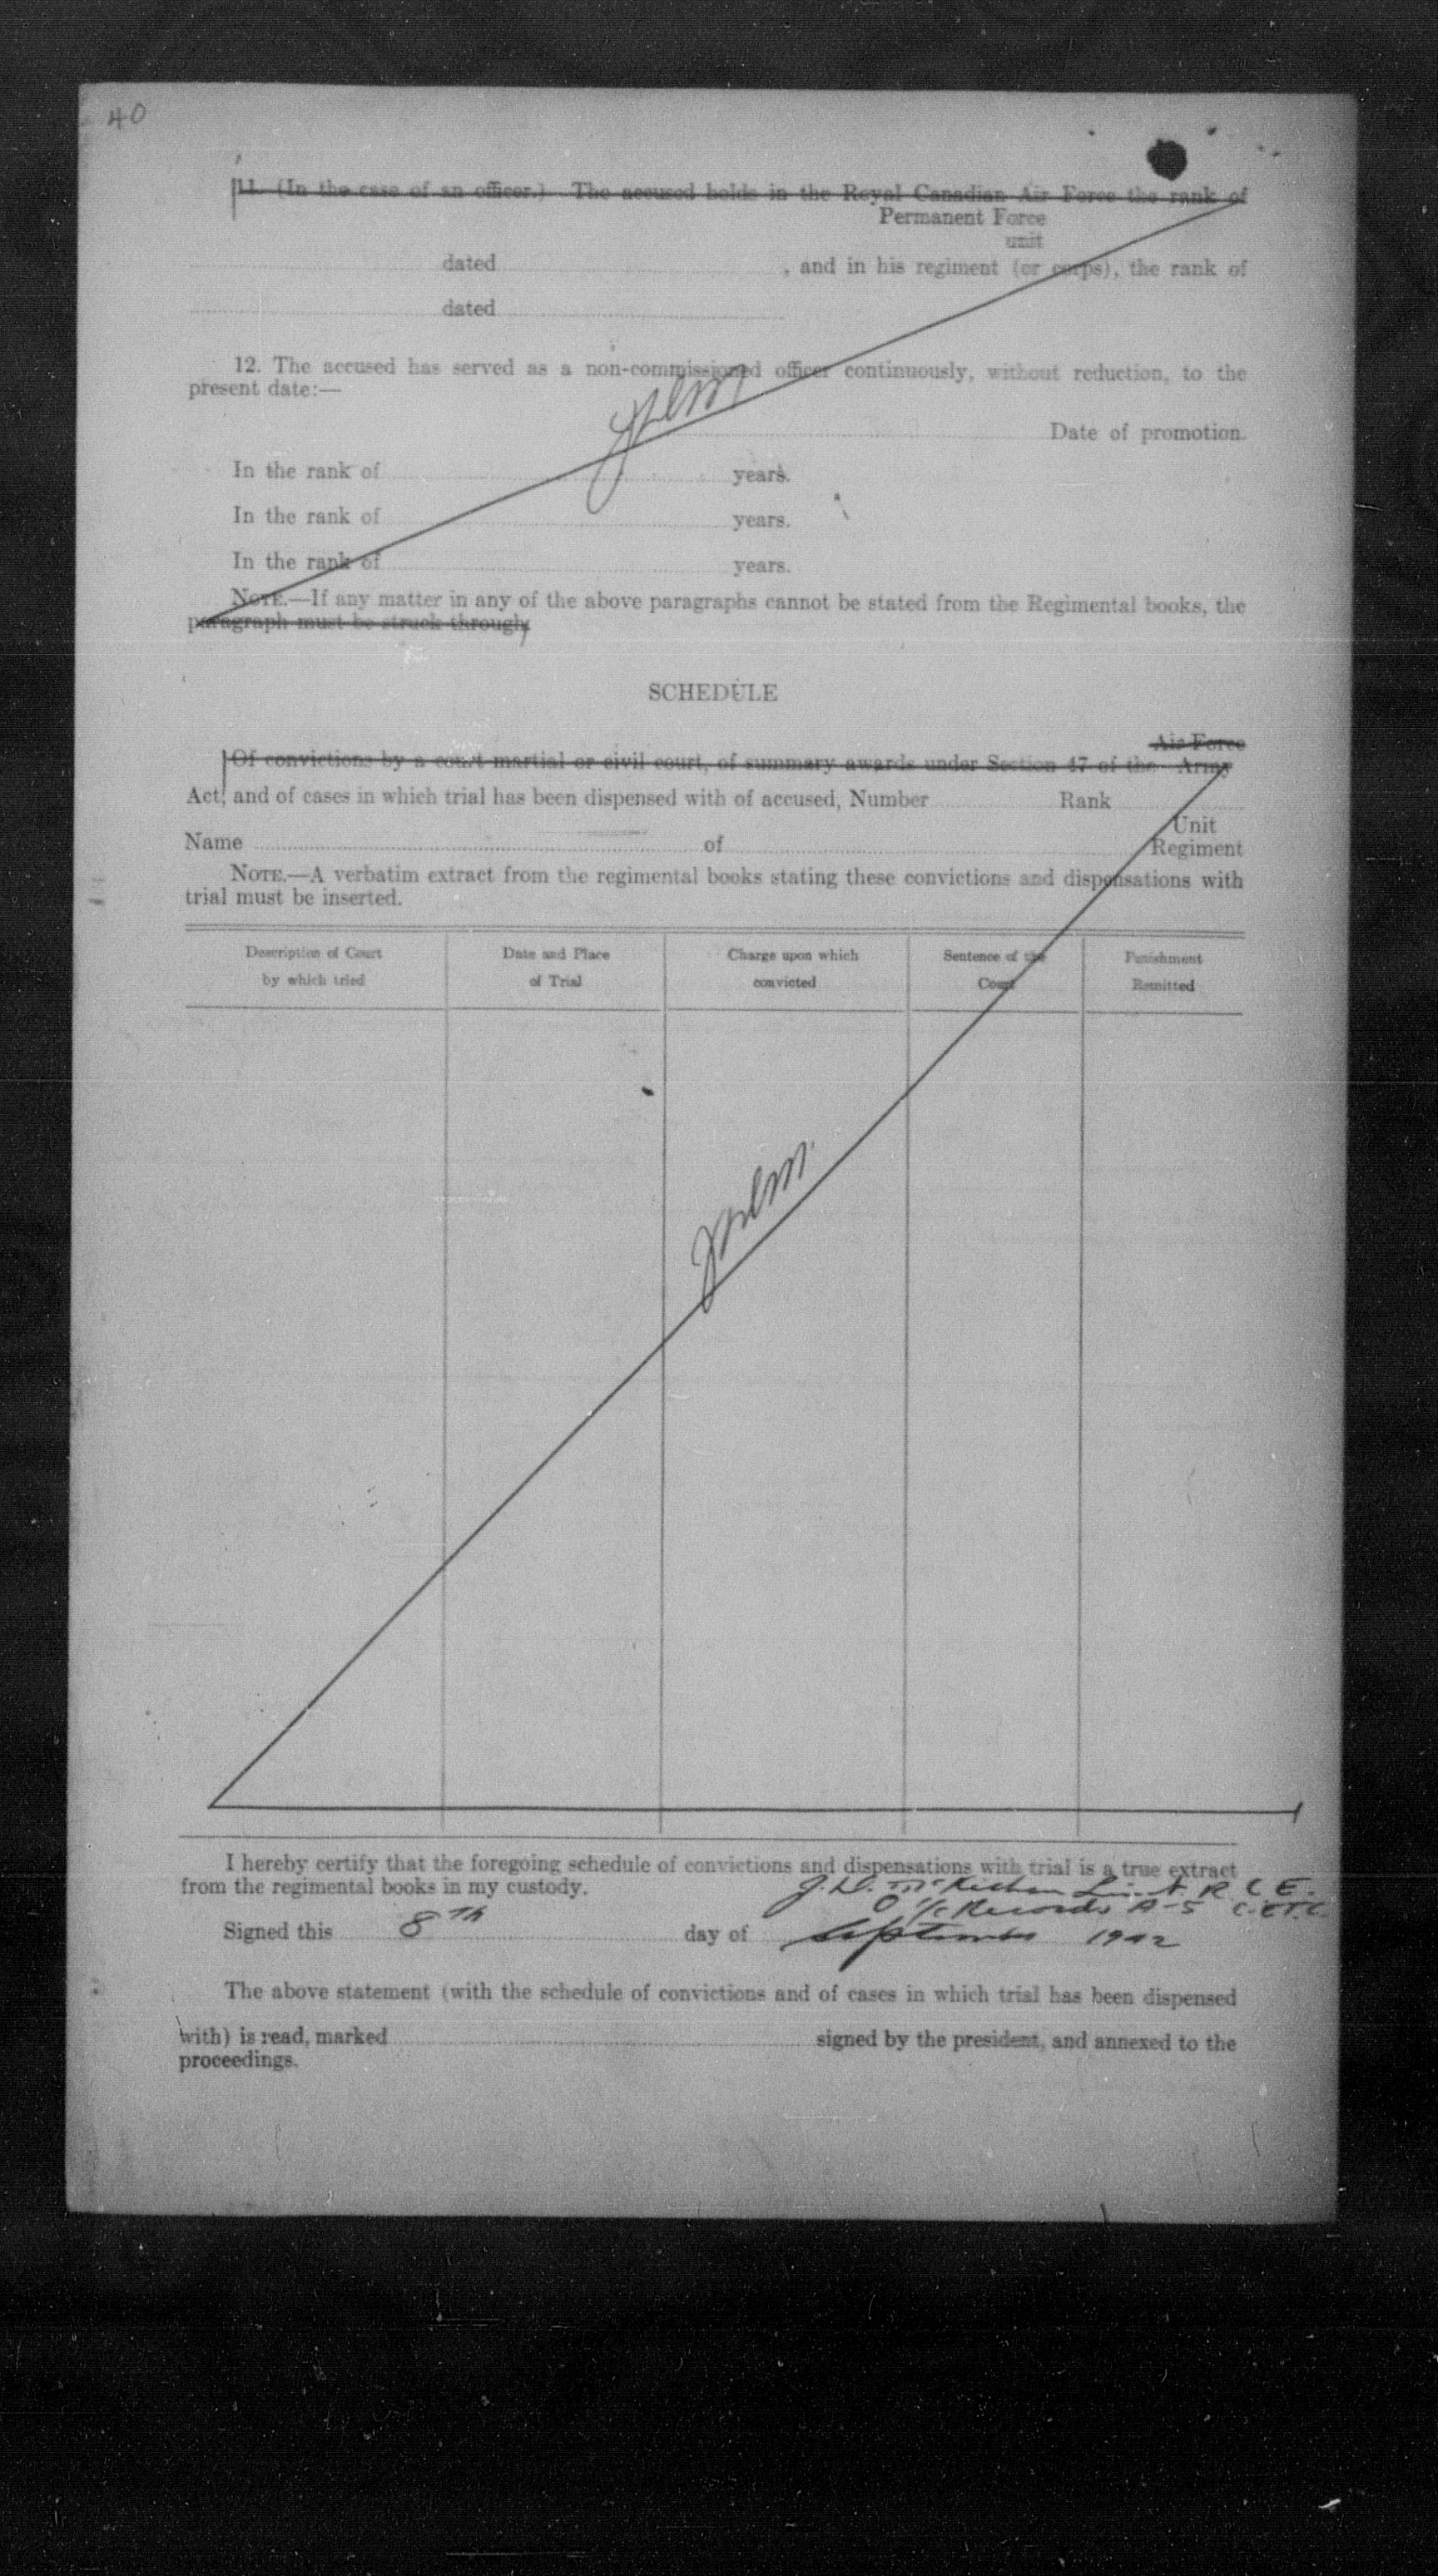 40
11. (In the case of an officer.) The accused holds in the Royal Canadian Air Force the rank of
Permanent Force
unit
dated , and in his regiment (or corps), the rank of
dated
12. The accused has served as a non-commissioned officer continuously, without reduction, to the
present date:—
Date of promotion.
In the rank of years.
In the rank of years.
In the rank of years.
NOTE.—If any matter in any of the above paragraphs cannot be stated from the Regimental books, the
paragraph must be struck through
SCHEDULE
Air Force
Of convictions by a court martial or civil court, of summary awards under Section 47 of the Army
Act, and of cases in which trial has been dispensed with of accused, Number Rank
Unit
Name of Regiment
NOTE.—A verbatim extract from the regimental books stating these convictions and dispensations with
trial must be inserted.
Description of Court Date and Place Charge upon which Sentence of the Punishment
by which tried of Trial convicted Court Remitted
I hereby certify that the foregoing schedule of convictions and dispensations with trial is a true extract
from the regimental books in my custody. J.D. Lieut. R C E.
O i/c Records A-5 C.E.T.C.
Signed this 8th day of September 1942
The above statement (with the schedule of convictions and of cases in which trial has been dispensed
with) is read, marked signed by the president, and annexed to the
proceedings.